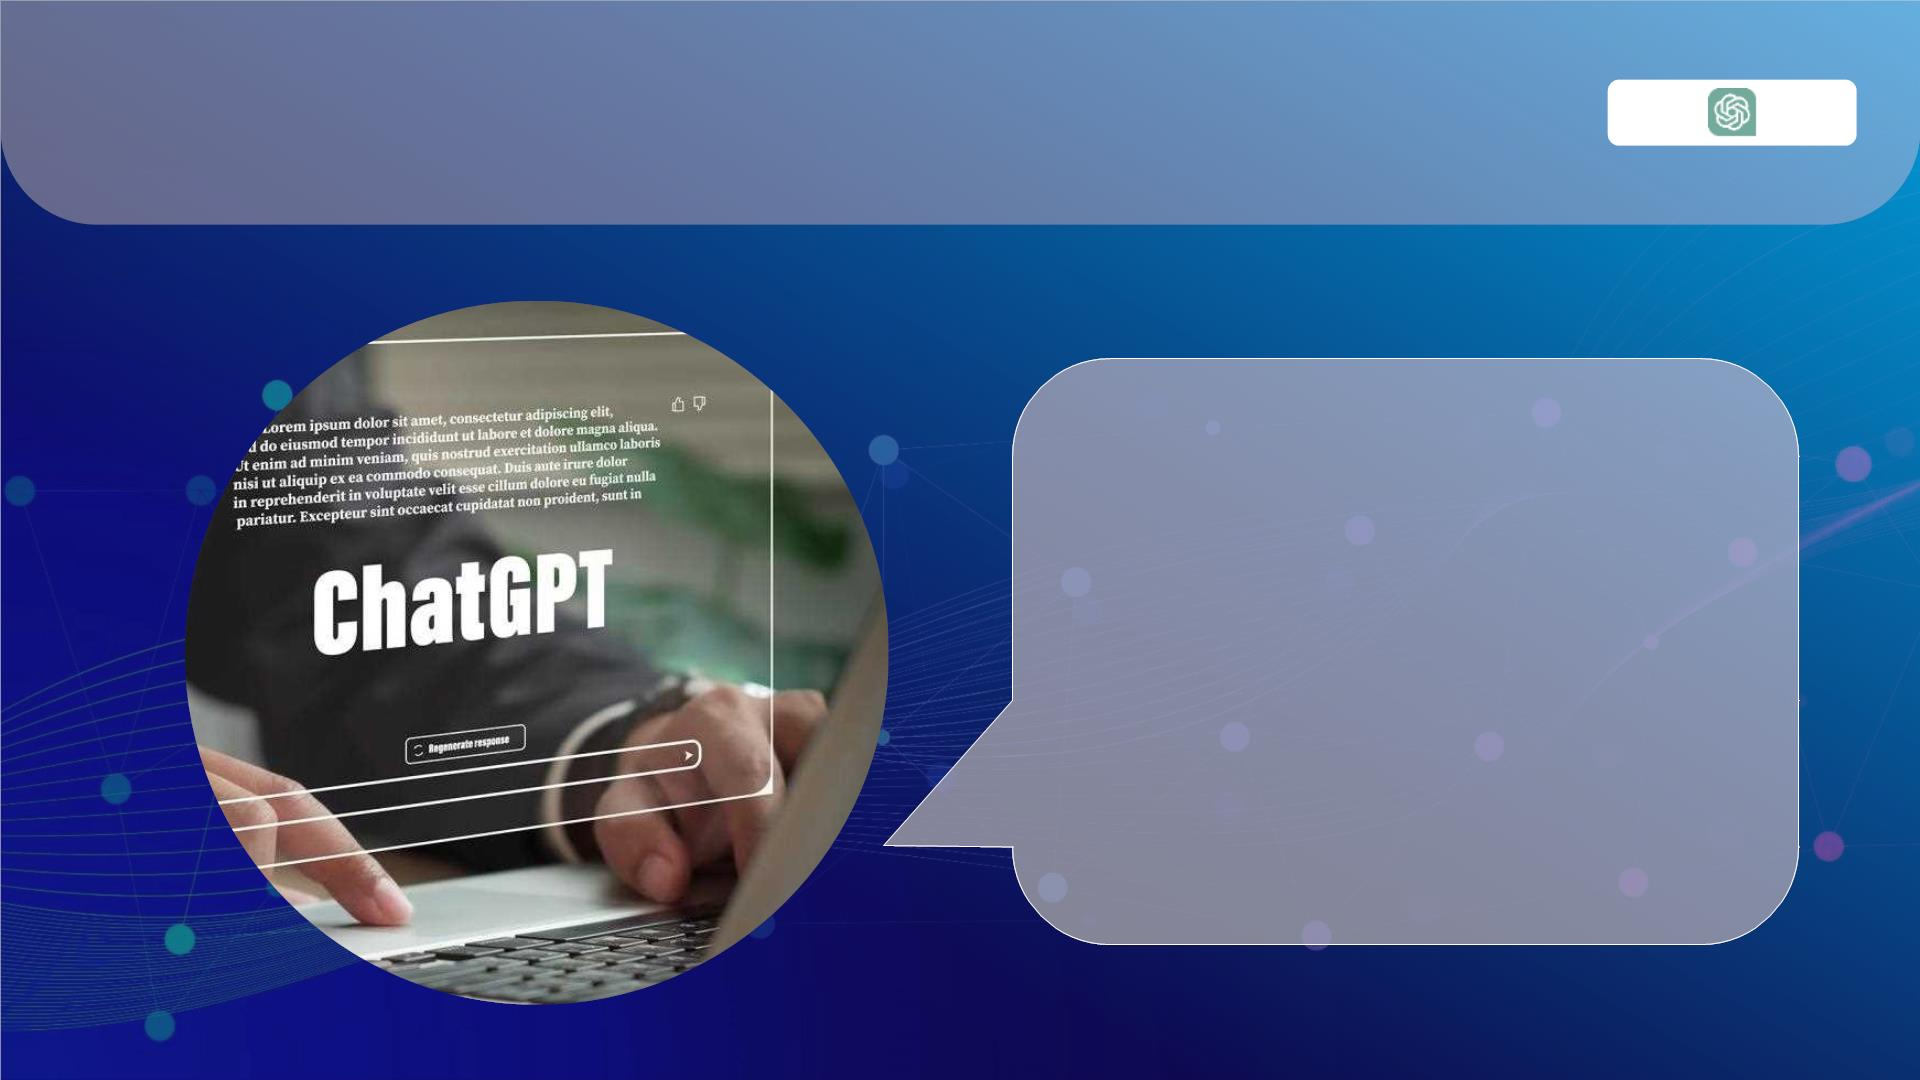 Lorem ipsum dolor sit amet, consectetur adipiscing elit,
do eiusmod tempor incididunt ut labore et dolore magna aliqua.
Ut enim ad minim veniam, quis nostrud exercitation ullamco laboris
nisi ut aliquip ex ea commodo consequat. Duis aute irure dolor
in reprehenderit in voluptate velit esse cillum dolore eu fugiat nulla
pariatur. Excepteur sint occaecat cupidatat non proident, sunt in
ChatGPT
Regenerate response